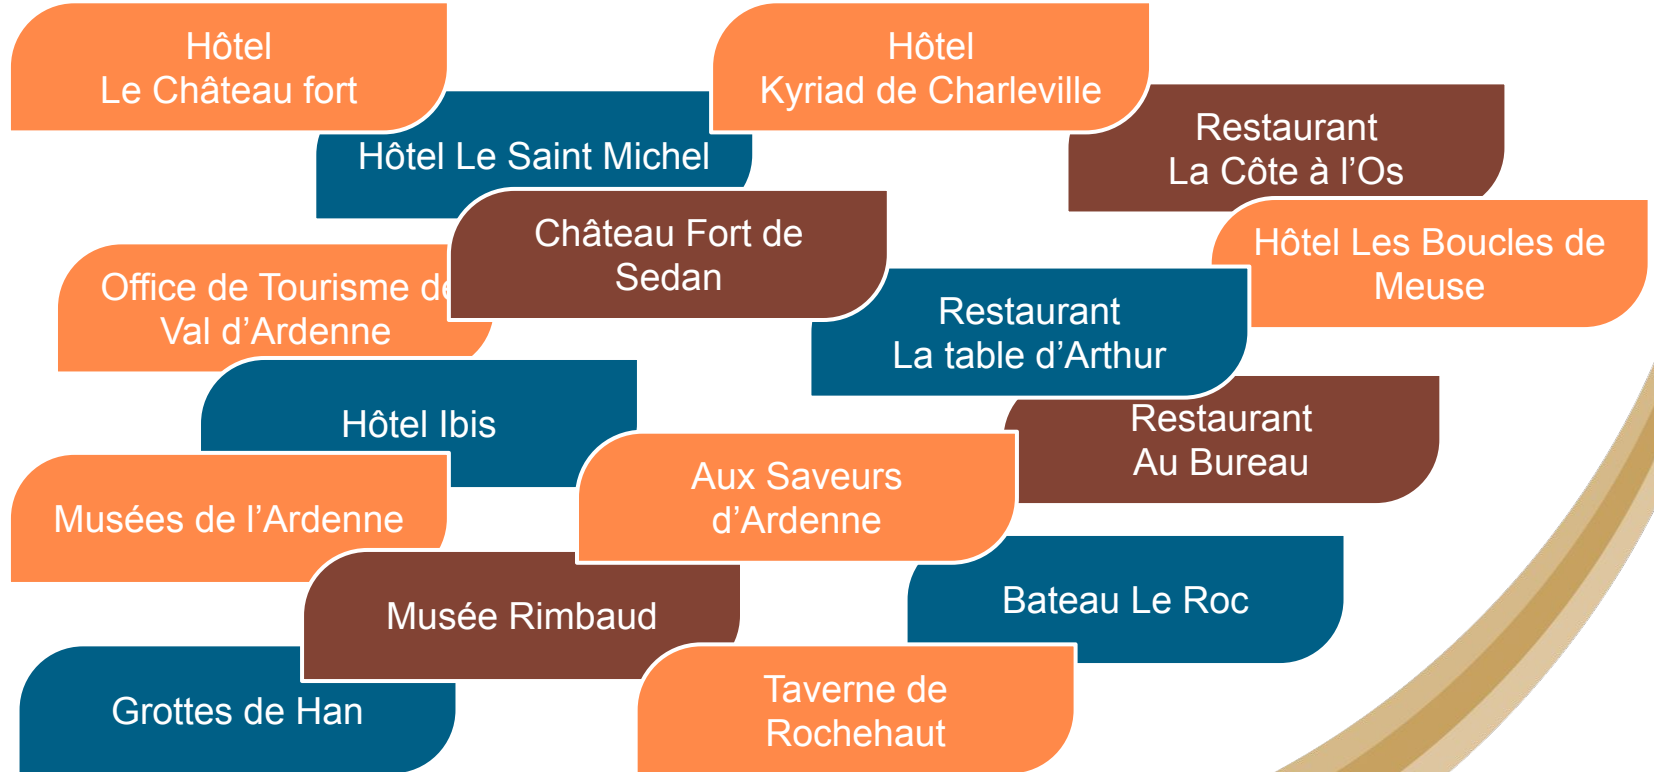 Hôtel
Le Château fort
Hôtel
Kyriad de Charleville
Hôtel Le Saint Michel
Restaurant
La Côte à l’Os
Château Fort de
Sedan
Hôtel Les Boucles de
Meuse
Office de Tourisme de
Val d’Ardenne
Restaurant
La table d’Arthur
Hôtel Ibis
Restaurant
Au Bureau
Aux Saveurs
d’Ardenne
Musées de l’Ardenne
Musée Rimbaud
Bateau Le Roc
Grottes de Han
Taverne de
Rochehaut